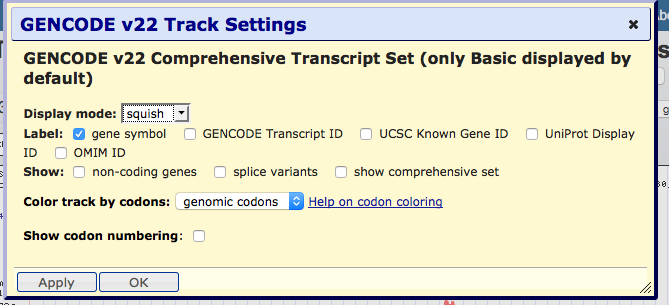 GENCODE v22 Track Settings
GENCODE v22 Comprehensive Transcript Set (only Basic displayed by
default)
Display mode: squish
Label: gene symbol GENCODE Transcript ID UCSC Known Gene ID UniProt Display
ID OMIM ID
Show: non-coding genes splice variants show comprehensive set
Color track by codons: genomic codons Help on codon coloring
Show codon numbering:
Apply OK